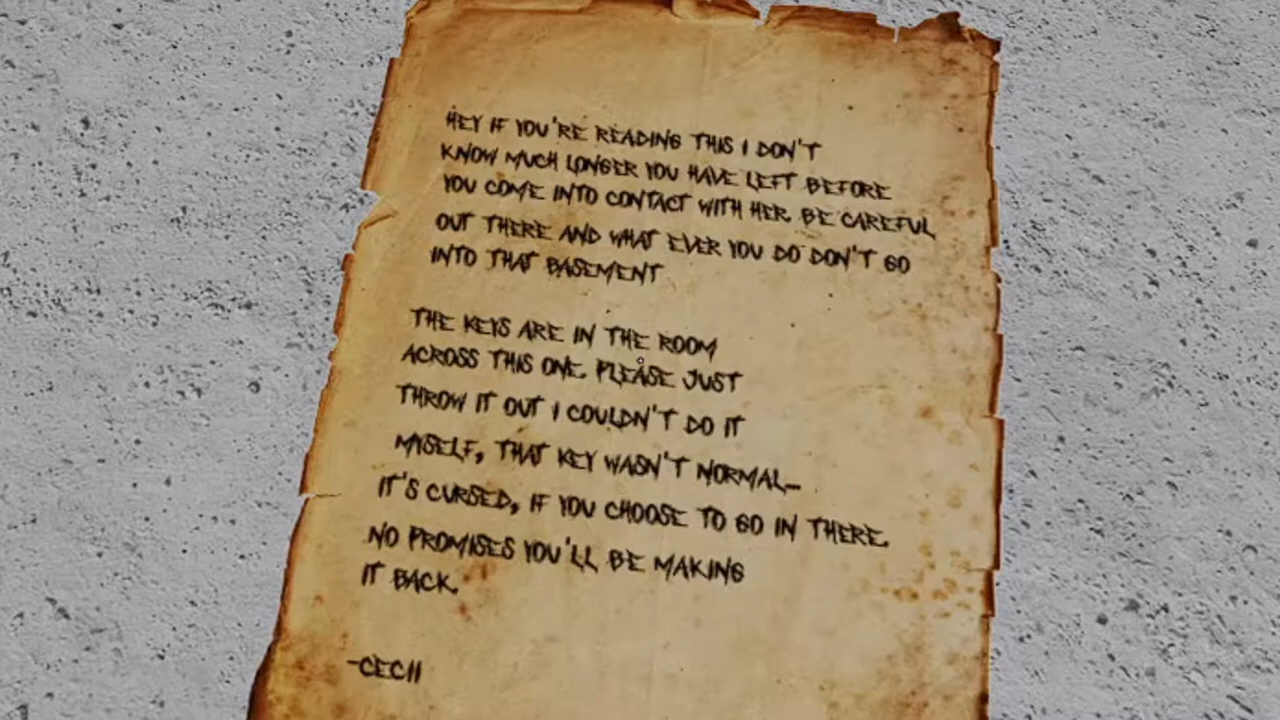 HEY IF YOU'RE READING THIS I DON'T
KNOW MUCH LONGER YOU HAVE LEFT BEFORE
YOU COME INTO CONTACT WITH HER. BE CAREFUL
OUT THERE AND WHAT EVER YOU DO DON'T GO
INTO THAT BASEMENT
THE KEYS ARE IN THE ROOM
ACROSS THIS ONE. PLEASE JUST
THROW IT OUT I COULDN'T DO IT
MYSELF, THAT KEY WASN'T NORMAL-
IT'S CURSED, IF YOU CHOOSE TO GO IN THERE.
NO PROMISES YOU'LL BE MAKING
IT BACK.
-CECII